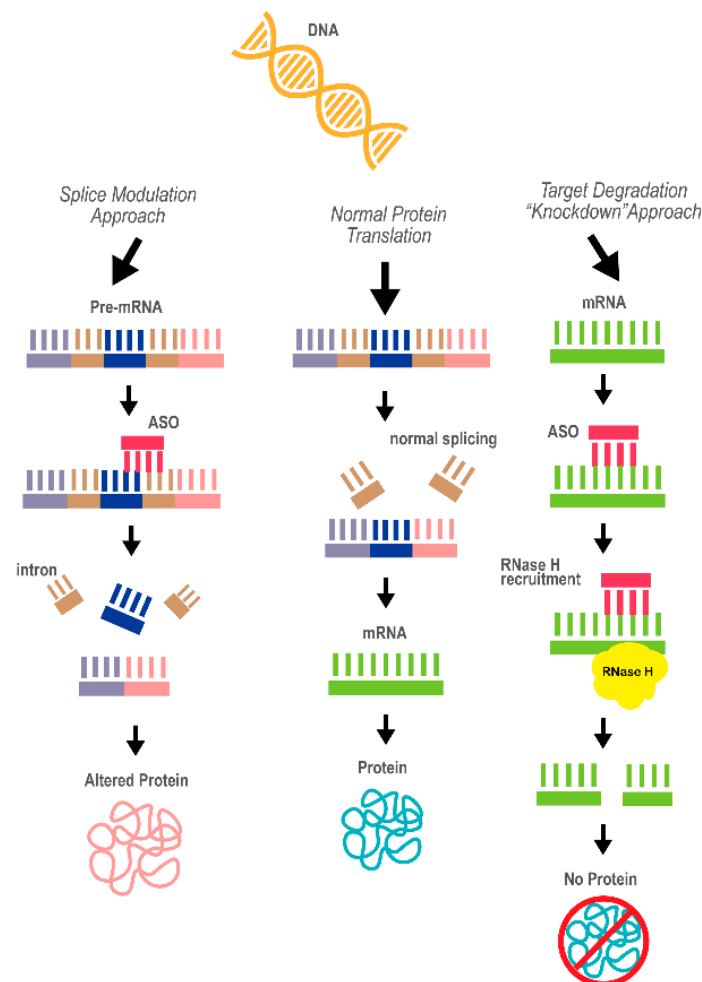 DNA
Splice Modulation
Approach
Normal Protein
Translation
Target Degradation
“Knockdown”Approach
Pre-mRNA
ASO
intron
Altered Protein
normal splicing
mRNA
Protein
mRNA
ASO
RNase H
recruitment
RNase H
No Protein